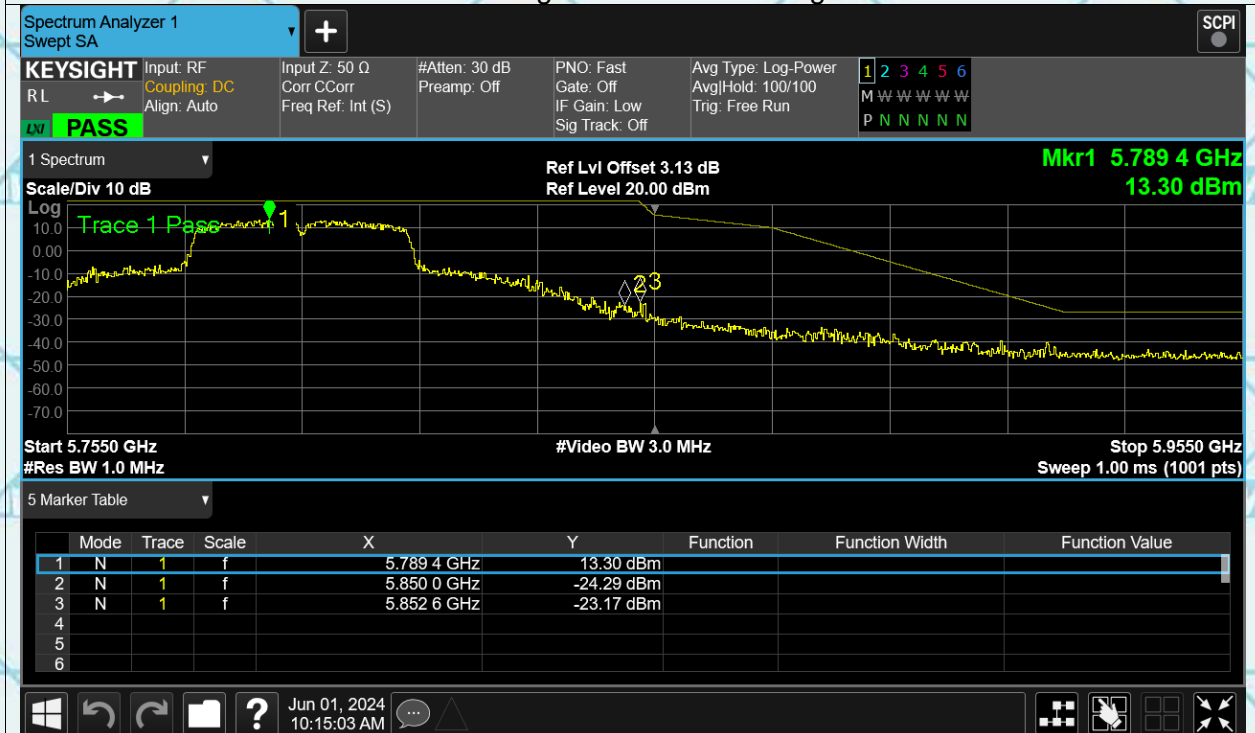 Spectrum Analyzer 1
Swept SA
+
SCPI
KEYSIGHT
RL
LXI PASS
Input: RF
Coupling: DC
Align: Auto
Input Z: 50 Ω
Corr CCorr
Freq Ref: Int (S)
#Atten: 30 dB
Preamp: Off
PNO: Fast
Gate: Off
IF Gain: Low
Sig Track: Off
Avg Type: Log-Power
Avg|Hold: 100/100
Trig: Free Run
1 2 3 4 5 6
M W W W W W
P N N N N N
1 Spectrum
Scale/Div 10 dB
Ref Lvl Offset 3.13 dB
Ref Level 20.00 dBm
Mkr1 5.789 4 GHz
13.30 dBm
Log
Trace 1 Pass
1
2
3
10.0
0.00
-10.0
-20.0
-30.0
-40.0
-50.0
-60.0
-70.0
Start 5.7550 GHz
#Video BW 3.0 MHz
Stop 5.9550 GHz
#Res BW 1.0 MHz
Sweep 1.00 ms (1001 pts)
5 Marker Table
Mode Trace Scale X Y Function Function Width Function Value
1 N 1 f 5.789 4 GHz 13.30 dBm
2 N 1 f 5.850 0 GHz -24.29 dBm
3 N 1 f 5.852 6 GHz -23.17 dBm
4
5
6
?
Jun 01, 2024
10:15:03 AM